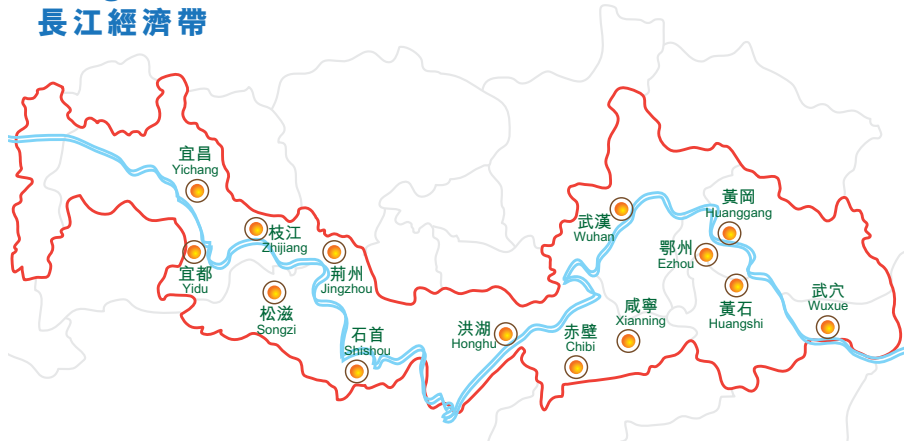 長江經濟帶
宜昌
Yichang
枝江
Zhijiang
宜都
Yidu
荊州
Jingzhou
松滋
Songzi
石首
Shishou
洪湖
Honghu
武漢
Wuhan
赤壁
Chibi
咸寧
Xianning
鄂州
Ezhou
黃岡
Huanggang
黃石
Huangshi
武穴
Wuxue